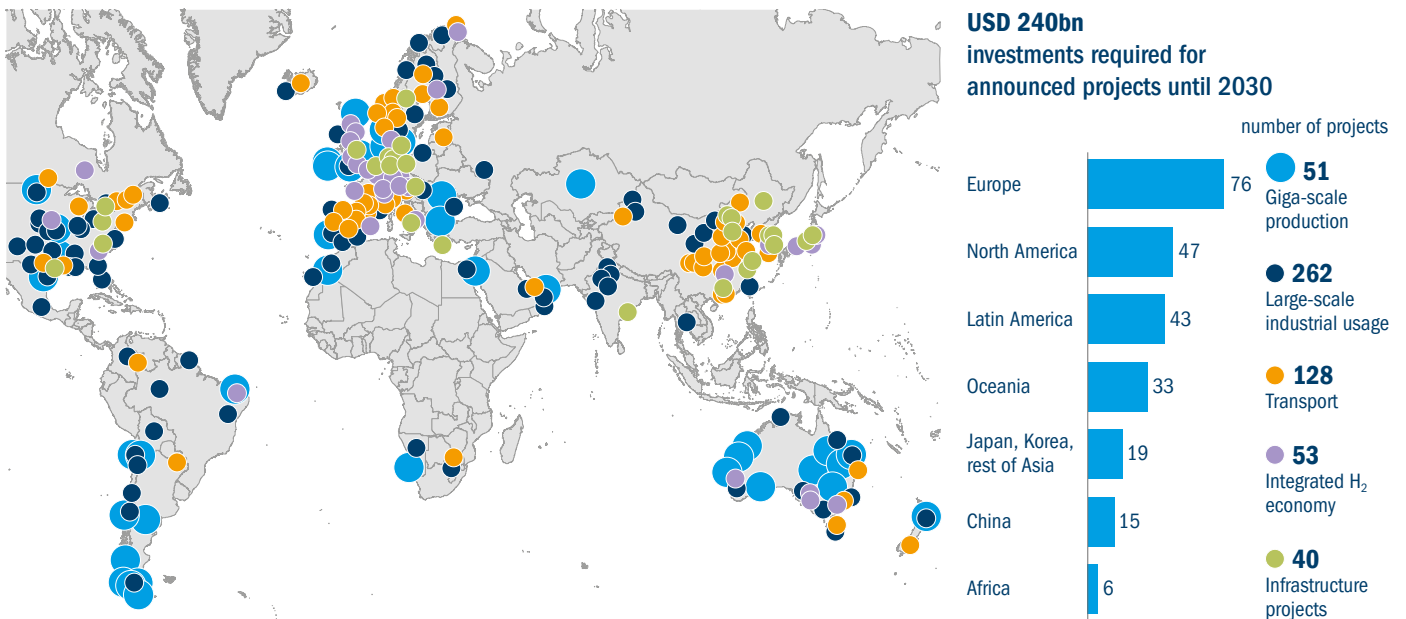 USD 240bn
investments required for
announced projects until 2030
number of projects
Europe
76
North America
47
Latin America
43
Oceania
33
Japan, Korea,
rest of Asia
19
China
15
Africa
6
51
Giga-scale
production
262
Large-scale
industrial usage
128
Transport
53
Integrated H₂
economy
40
Infrastructure
projects